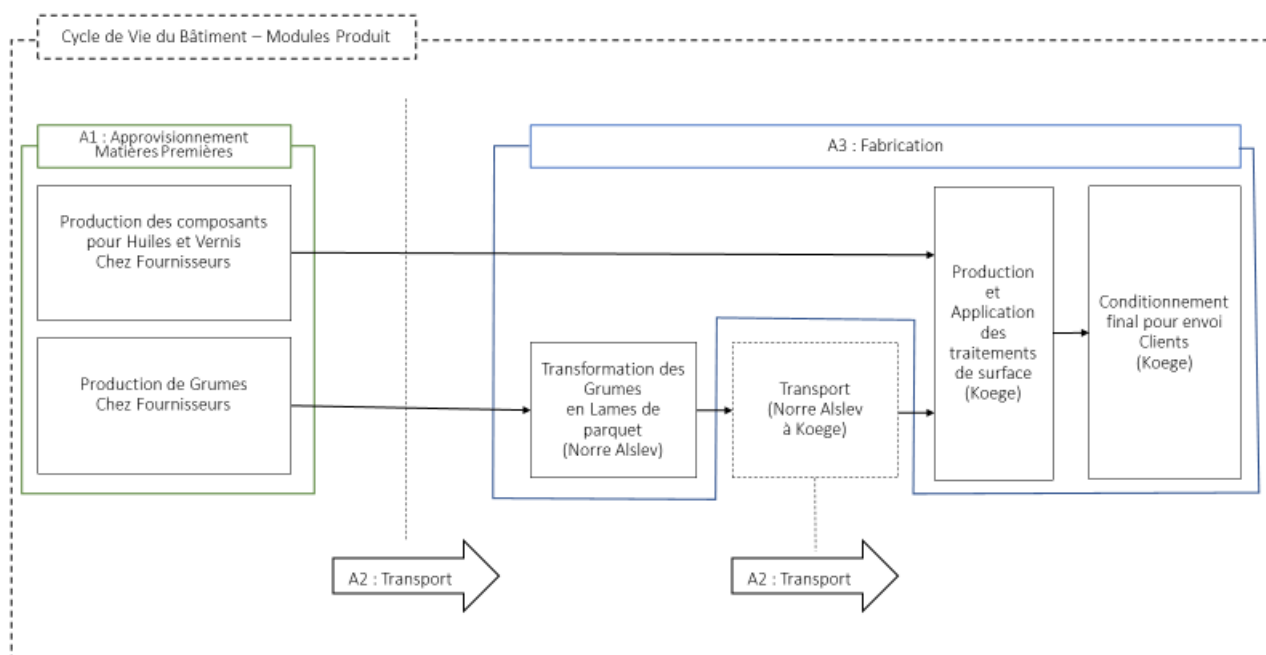 Cycle de Vie du Bâtiment – Modules Produit
A1 : Approvisionnement
Matières Premières
A3 : Fabrication
Production des composants
pour Huiles et Vernis
Chez Fournisseurs
Production
et
Application
des
traitements
de surface
(Koege)
Conditionnement
final pour envoi
Clients
(Koege)
Production de Grumes
Chez Fournisseurs
Transformation des
Grumes
en Lames de
parquet
(Norre Alslev)
Transport
(Norre Alslev
à Koege)
A2 : Transport
A2 : Transport